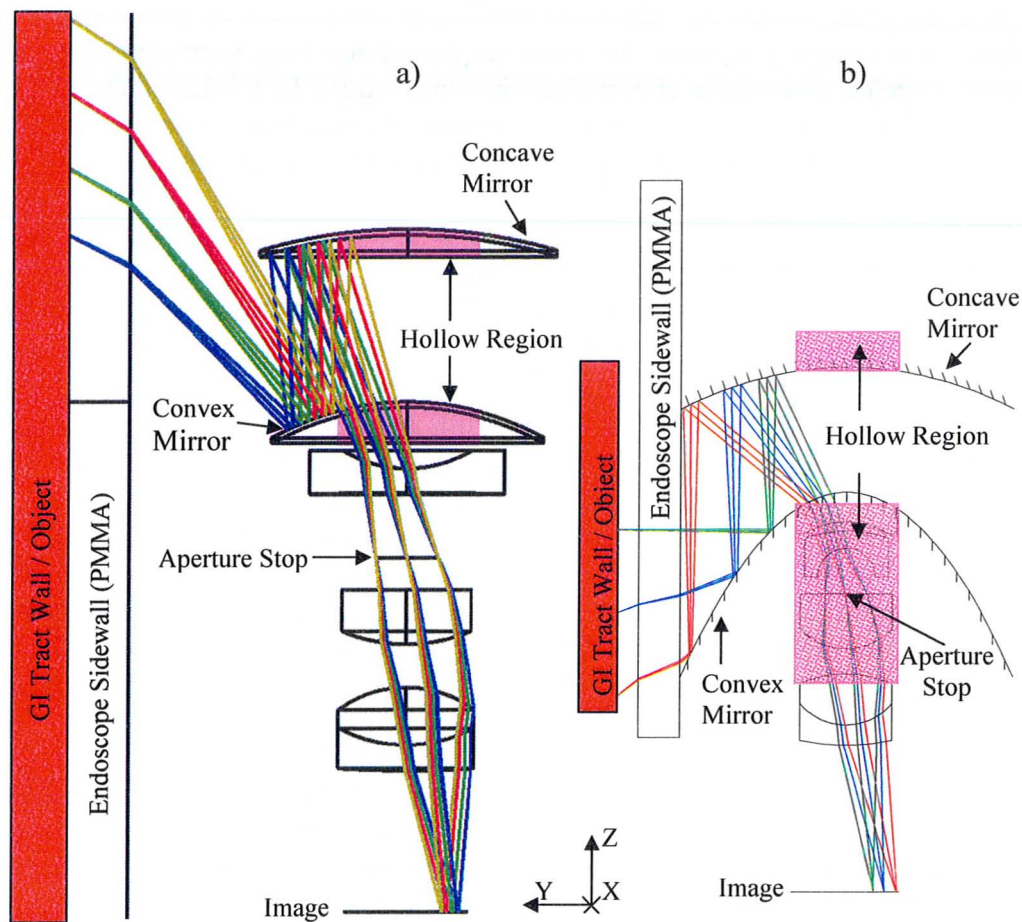 a)
Concave
Mirror
Hollow Region
Convex
Mirror
Aperture Stop
GI Tract Wall / Object
Endoscope Sidewall (PMMA)
Image
Z
Y
X
b)
Concave
Mirror
Hollow Region
Endoscope Sidewall (PMMA)
GI Tract Wall / Object
Convex
Mirror
Aperture
Stop
Image